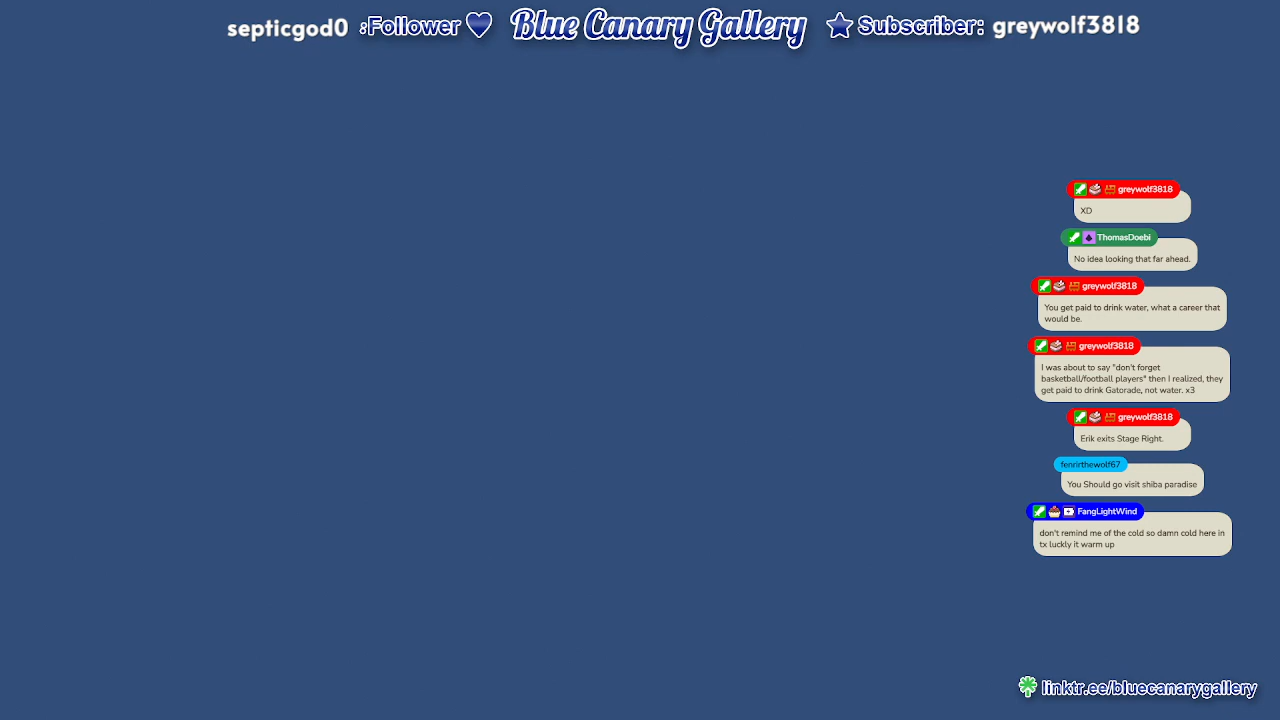 septicgod0 :Follower Blue Canary Gallery Subscriber: greywolf3818
greywolf3818
XD
ThomasDoebi
No idea looking that far ahead.
greywolf3818
You get paid to drink water, what a career that
would be.
greywolf3818
I was about to say "don't forget
basketball/football players" then I realized, they
get paid to drink Gatorade, not water. x3
greywolf3818
Erik exits Stage Right.
fenrirthewolf67
You Should go visit shiba paradise
FangLightWind
don't remind me of the cold so damn cold here in
tx luckly it warm up
linktr.ee/bluecanarygallery